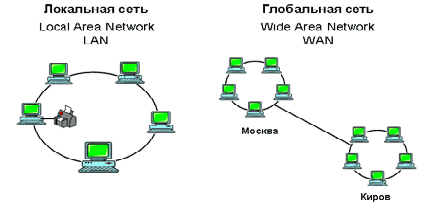 Локальная сеть
Local Area Network
LAN
Глобальная сеть
Wide Area Network
WAN
Москва
Киров